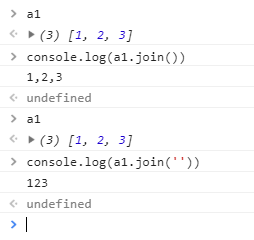 > a1
<· ▶ (3) [1, 2, 3]
> console.log(a1.join())
1,2,3
<· undefined
> a1
<· ▶ (3) [1, 2, 3]
> console.log(a1.join(''))
123
<· undefined
>